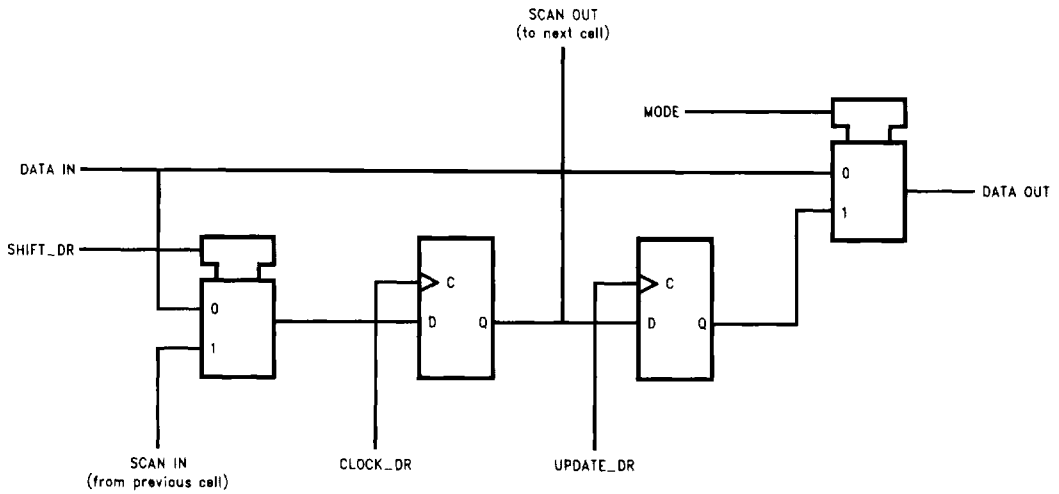 SCAN OUT
(to next cell)
MODE
DATA IN
0
DATA OUT
1
SHIFT_DR
C
C
0
D
Q
D
Q
1
SCAN IN
(from previous cell)
CLOCK_DR
UPDATE_DR